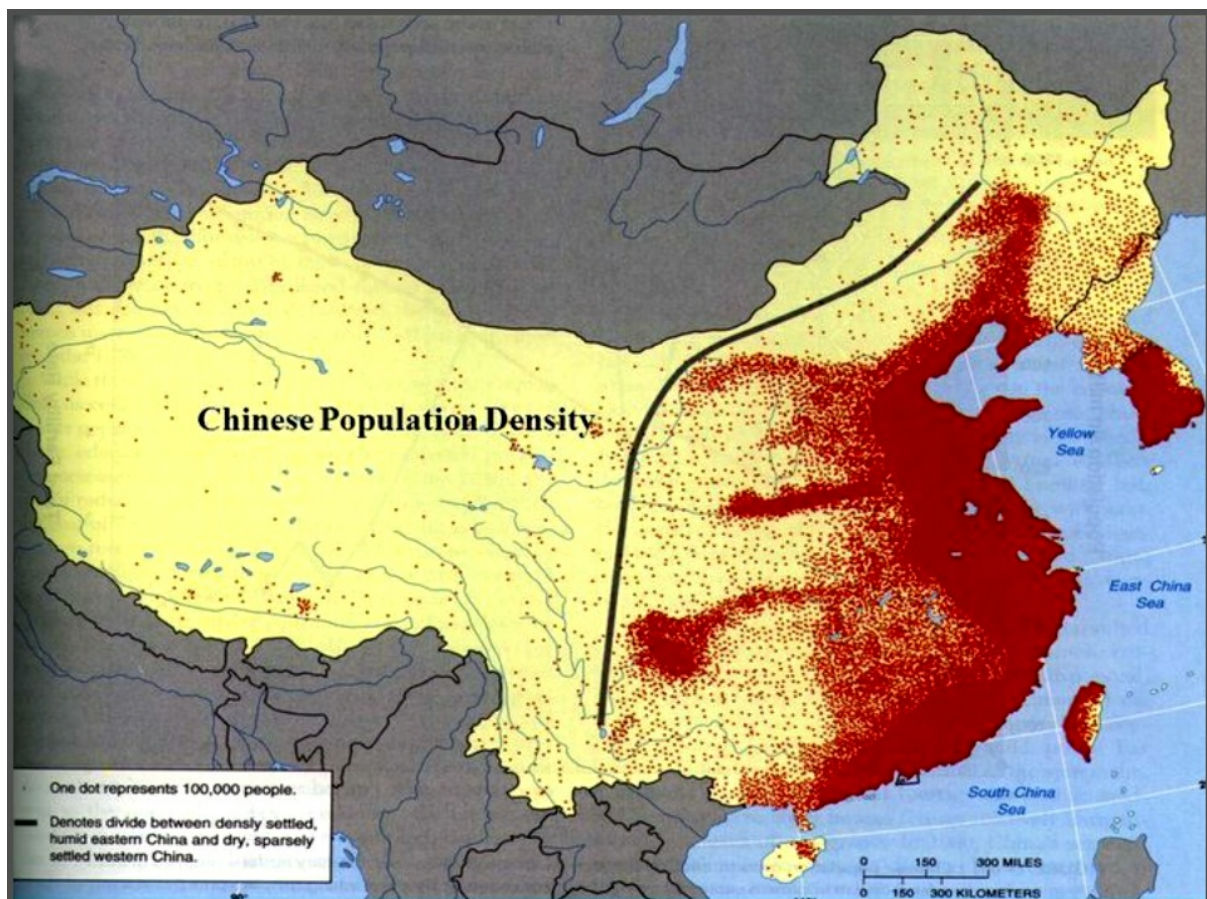 Chinese Population Density
Yellow
Sea
East China
Sea
South China
Sea
One dot represents 100,000 people.
Denotes divide between densly settled,
humid eastern China and dry, sparsely
settled western China.
0 150 300 MILES
0 150 300 KILOMETERS
90°